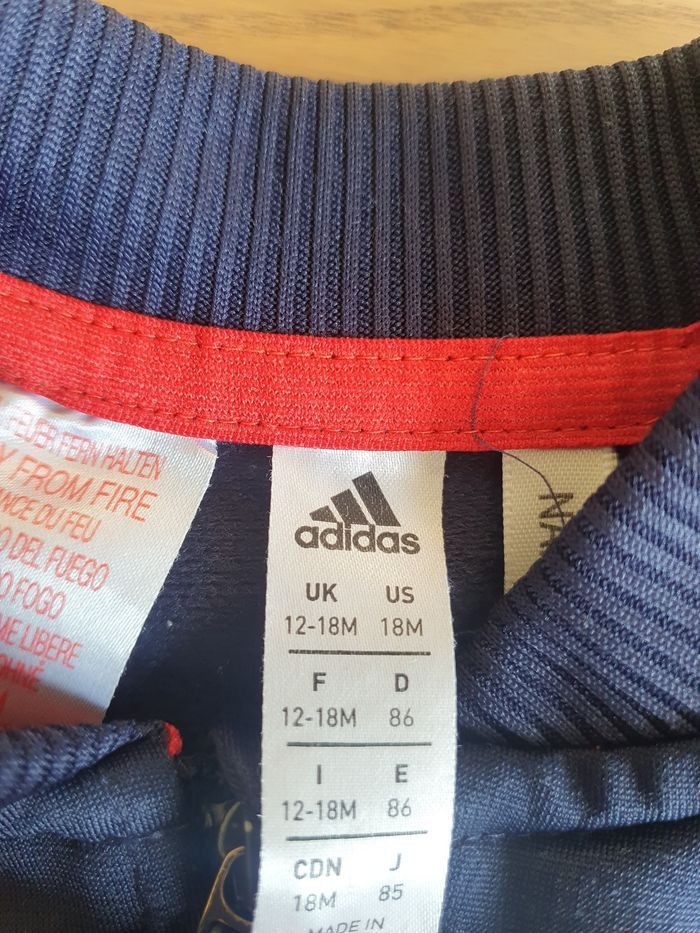 FEUER FERN HALTEN
FROM FIRE
DU FEU
DEL FUEGO
FOGO
LIBERE
adidas
UK US
12-18M 18M
F D
12-18M 86
I E
12-18M 86
CDN J
18M 85
MADE IN
NA